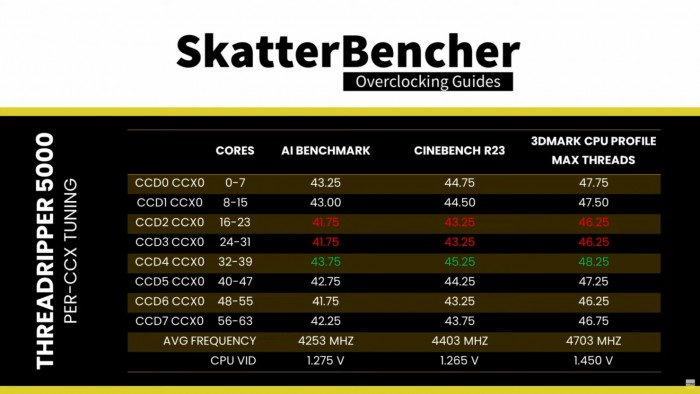 SkatterBencher
Overclocking Guides
THREADRIPPER 5000
PER-CCX TUNING
CORES AI BENCHMARK CINEBENCH R23 3DMARK CPU PROFILE
MAX THREADS
CCD0 CCX0 0-7 43.25 44.75 47.75
CCD1 CCX0 8-15 43.00 44.50 47.50
CCD2 CCX0 16-23 41.75 43.25 46.25
CCD3 CCX0 24-31 41.75 43.25 46.25
CCD4 CCX0 32-39 43.75 45.25 48.25
CCD5 CCX0 40-47 42.75 44.25 47.25
CCD6 CCX0 48-55 41.75 43.25 46.25
CCD7 CCX0 56-63 42.25 43.75 46.75
AVG FREQUENCY 4253 MHZ 4403 MHZ 4703 MHZ
CPU VID 1.275 V 1.265 V 1.450 V